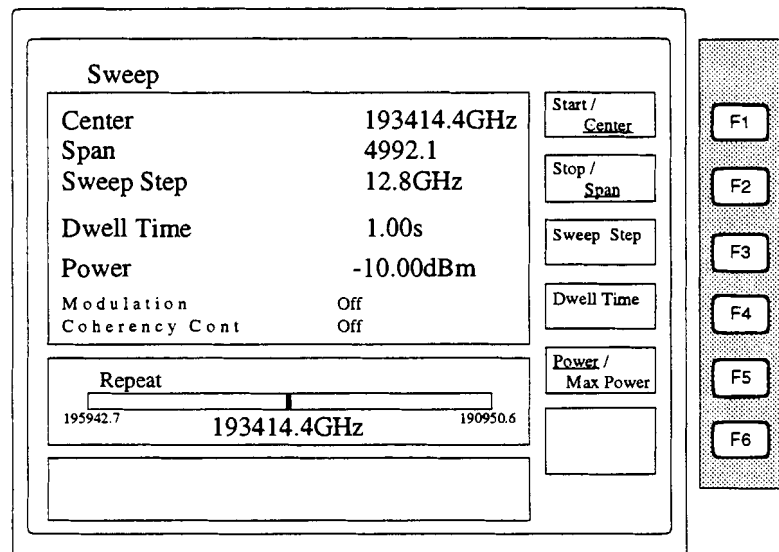 Sweep
Center 193414.4GHz
Span 4992.1
Sweep Step 12.8GHz
Dwell Time 1.00s
Power -10.00dBm
Modulation Off
Coherency Cont Off
Repeat
195942.7 190950.6
193414.4GHz
Start /
Center
Stop /
Span
Sweep Step
Dwell Time
Power /
Max Power
F1
F2
F3
F4
F5
F6